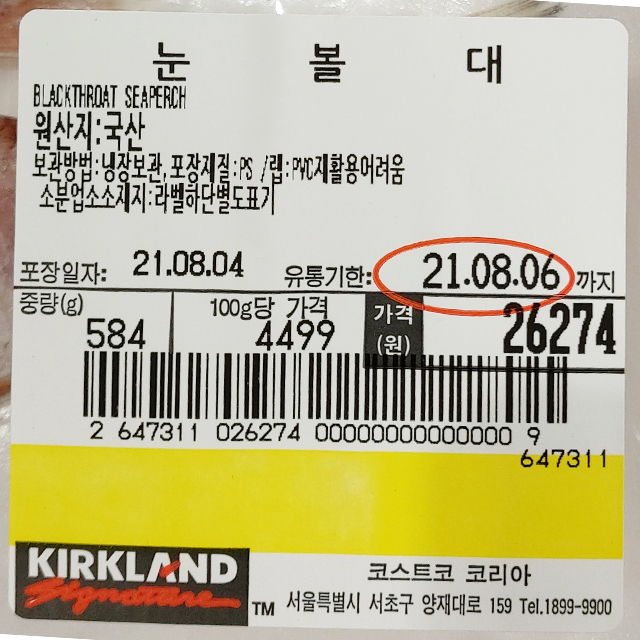 눈 볼 대
BLACKTHROAT SEAPERCH
원산지:국산
보관방법:냉장보관,포장재질:PS /랩:PVC재활용어려움
소분업소소재지:라벨하단별도표기
포장일자: 21.08.04 유통기한: 21.08.06 까지
중량(g) 100g당 가격 가격
584 4499 (원) 26274
2 647311 026274 00000000000000 9
647311
KIRKLAND
Signature TM
코스트코 코리아
서울특별시 서초구 양재대로 159 Tel.1899-9900